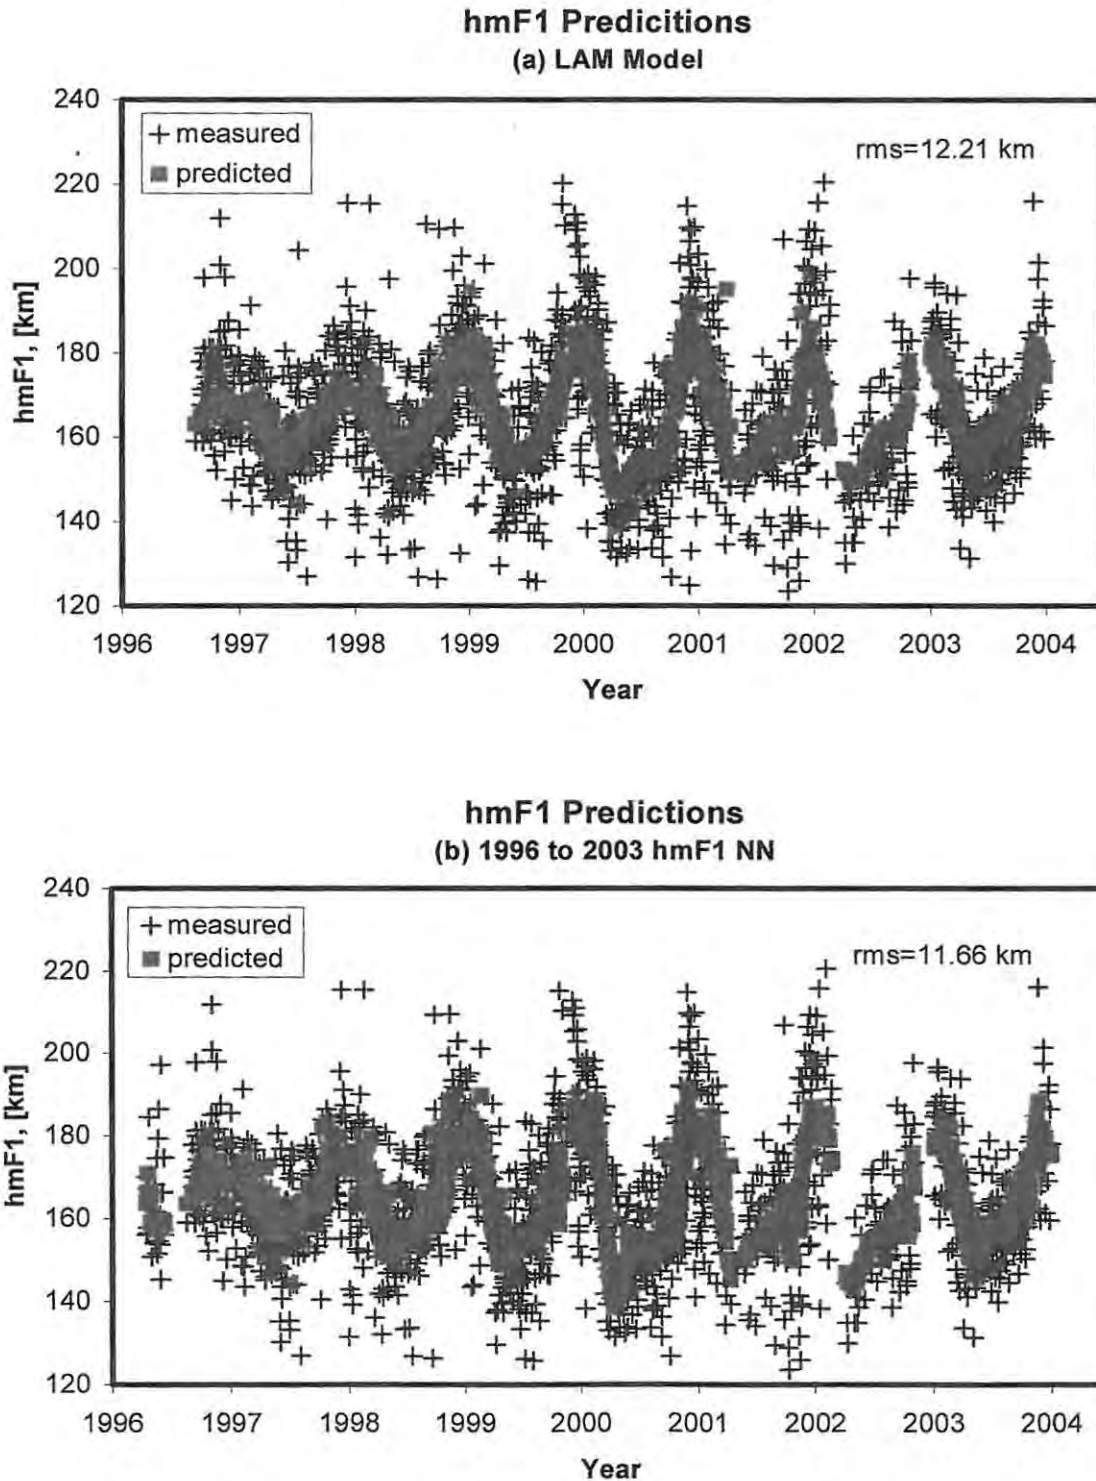 hmF1 Predicitions
(a) LAM Model
240
220
200
180
160
140
120
hmF1, [km]
measured
predicted
rms=12.21 km
1996 1997 1998 1999 2000 2001 2002 2003 2004
Year
hmF1 Predictions
(b) 1996 to 2003 hmF1 NN
240
220
200
180
160
140
120
hmF1, [km]
measured
predicted
rms=11.66 km
1996 1997 1998 1999 2000 2001 2002 2003 2004
Year